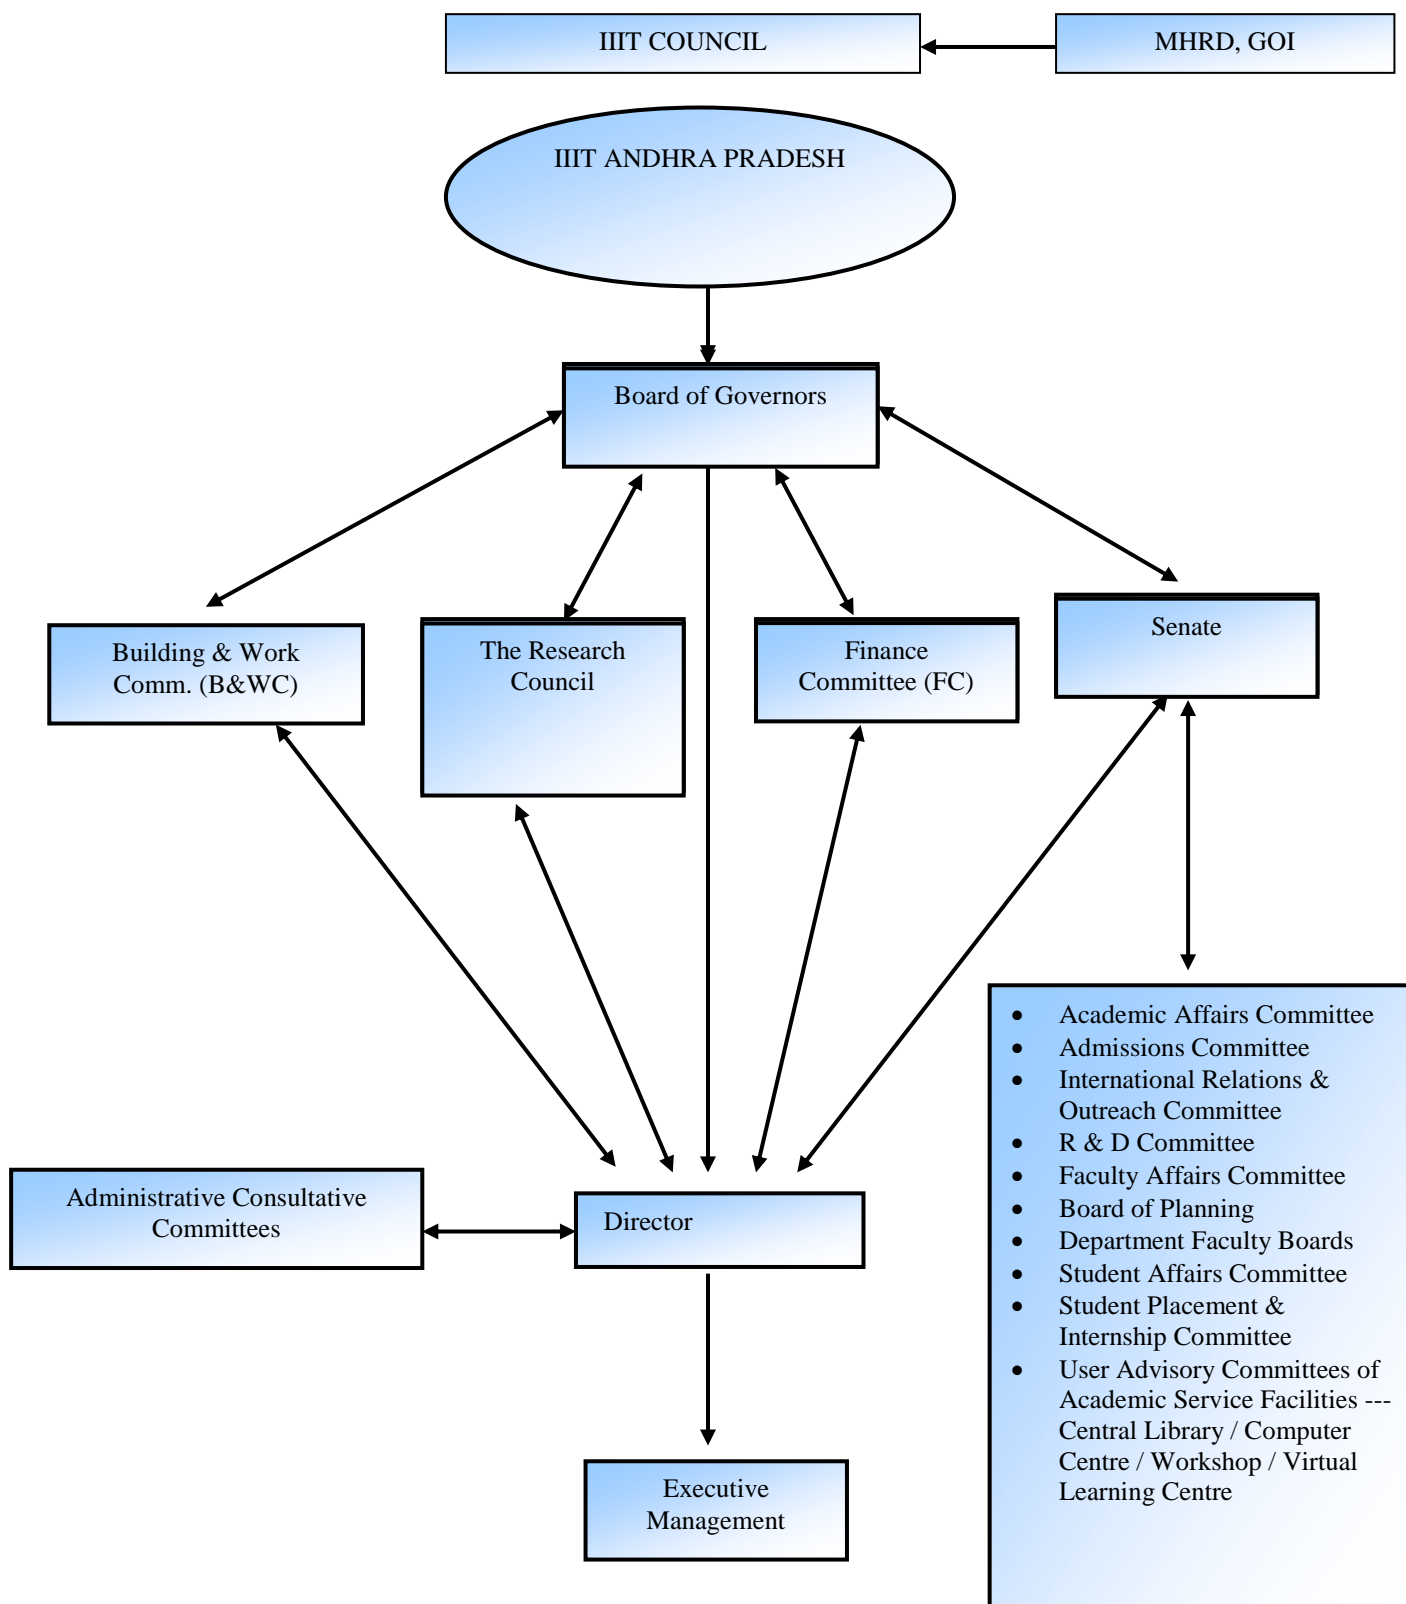 IIIT COUNCIL
MHRD, GOI
IIIT ANDHRA PRADESH
Board of Governors
Building & Work
Comm. (B&WC)
The Research
Council
Finance
Committee (FC)
Senate
Administrative Consultative
Committees
Director
Executive
Management
• Academic Affairs Committee
• Admissions Committee
• International Relations &
Outreach Committee
• R & D Committee
• Faculty Affairs Committee
• Board of Planning
• Department Faculty Boards
• Student Affairs Committee
• Student Placement &
Internship Committee
• User Advisory Committees of
Academic Service Facilities ---
Central Library / Computer
Centre / Workshop / Virtual
Learning Centre